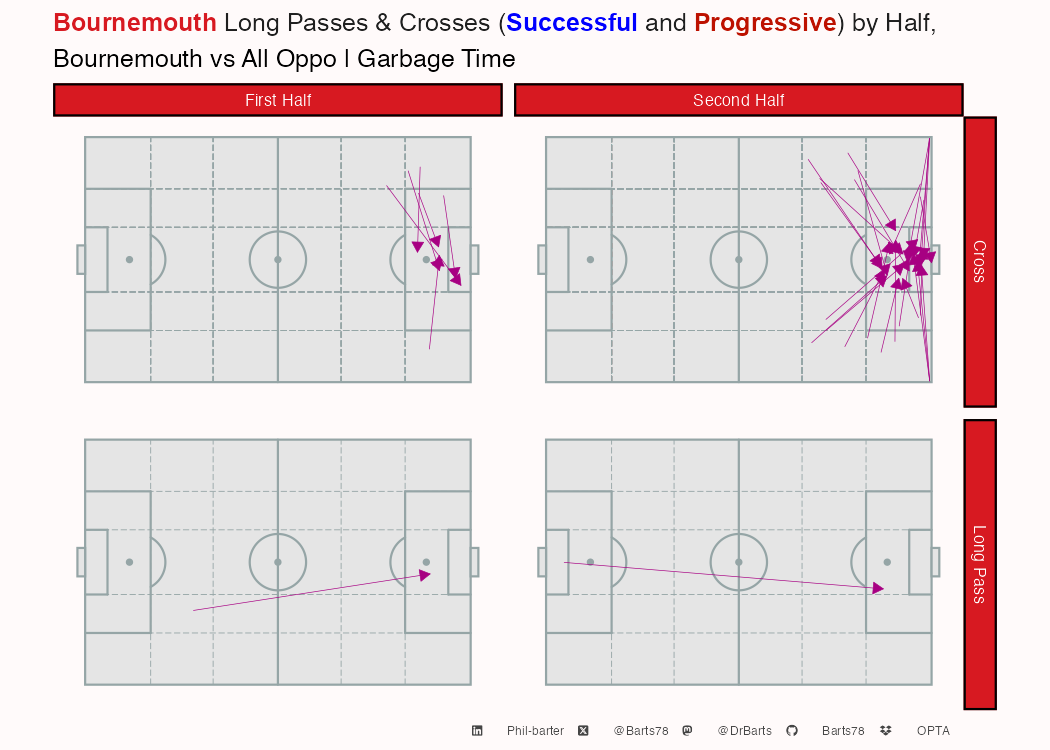 Bournemouth Long Passes & Crosses (Successful and Progressive) by Half,
Bournemouth vs All Oppo | Garbage Time
First Half
Second Half
Cross
Long Pass
Phil-barter @Barts78 @DrBarts Barts78 OPTA